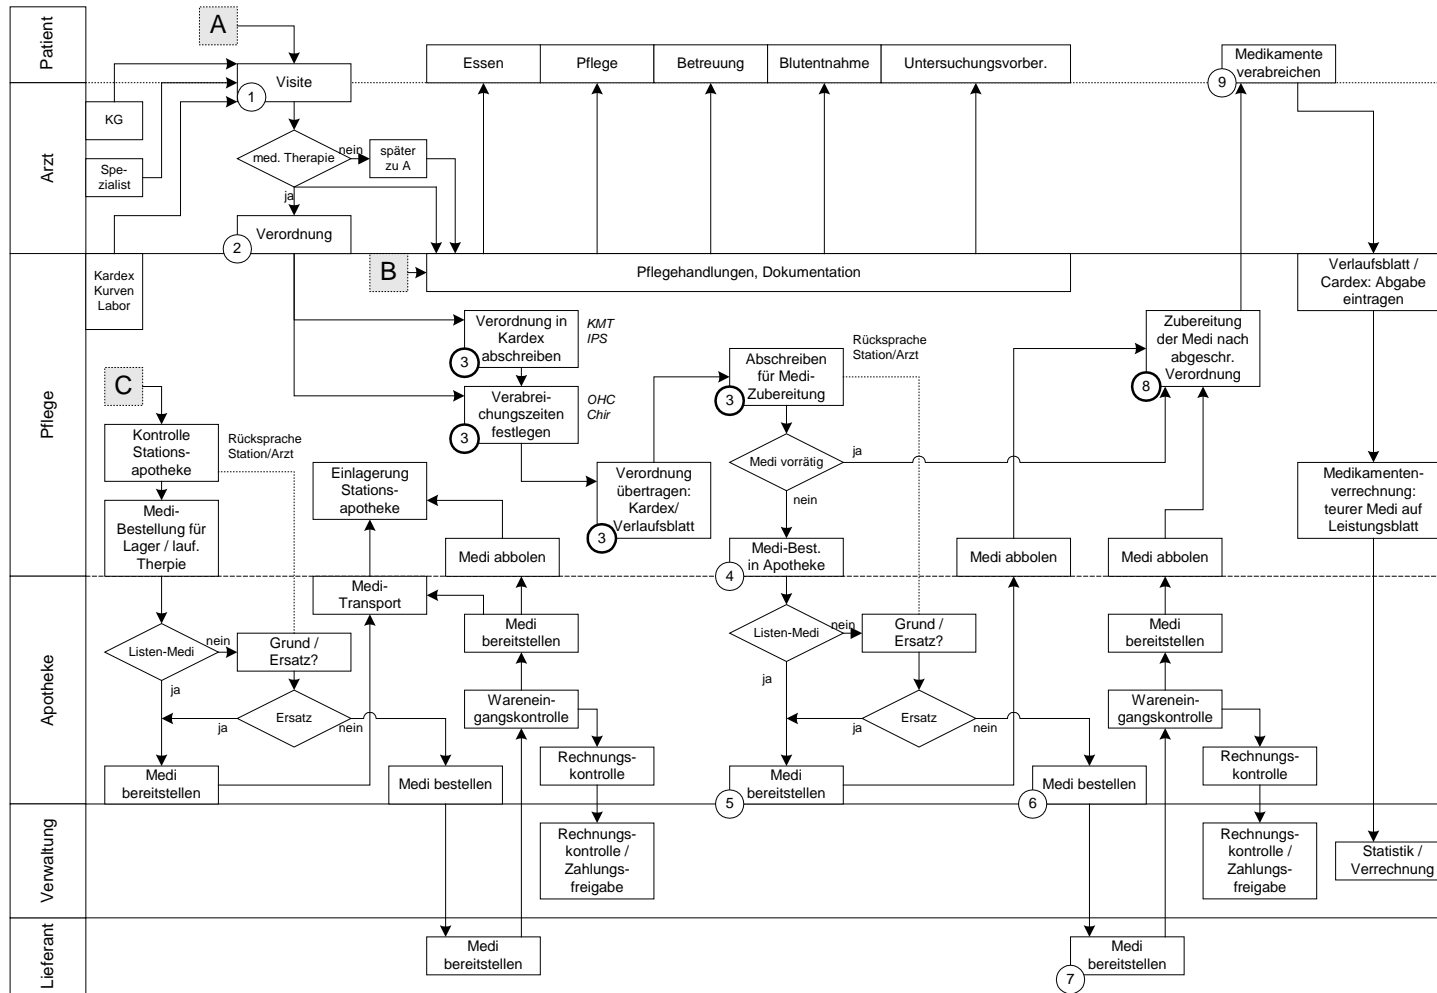 Patient
A
Visite
1
Essen
Pflege
Betreuung
Blutentnahme
Untersuchungsvorber.
Medikamente
verabreichen
9
Arzt
KG
Spe-
zialist
med. Therapie
nein
später
zu A
ja
Verordnung
2
Pflege
Kardex
Kurven
Labor
B
Pflegehandlungen, Dokumentation
Verlaufsblatt /
Cardex: Abgabe
eintragen
Verordnung in
Kardex
abschreiben
3
KMT
IPS
Verabrei-
chungszeiten
festlegen
3
OHC
Chir
Abschreiben
für Medi-
Zubereitung
3
Rücksprache
Station/Arzt
Zubereitung
der Medi nach
abgeschr.
Verordnung
8
C
Kontrolle
Stations-
apotheke
Rücksprache
Station/Arzt
Einlagerung
Stations-
apotheke
Verordnung
übertragen:
Kardex/
Verlaufsblatt
3
Medi vorrätig
ja
nein
Medikamenten-
verrechnung:
teurer Medi auf
Leistungsblatt
Medi-
Bestellung für
Lager / lauf.
Therpie
Medi abbolen
Medi-Best.
in Apotheke
4
Medi abbolen
Medi abbolen
Apotheke
Medi-
Transport
Listen-Medi
nein
ja
Grund /
Ersatz?
Medi
bereitstellen
Listen-Medi
nein
ja
Grund /
Ersatz?
Medi
bereitstellen
Ersatz
ja
nein
Warenein-
gangskontrolle
Ersatz
ja
nein
Warenein-
gangskontrolle
Medi
bereitstellen
Medi bestellen
Rechnungs-
kontrolle
Medi
bereitstellen
5
Medi bestellen
6
Rechnungs-
kontrolle
Verwaltung
Rechnungs-
kontrolle /
Zahlungs-
freigabe
Rechnungs-
kontrolle /
Zahlungs-
freigabe
Statistik /
Verrechnung
Lieferant
Medi
bereitstellen
Medi
bereitstellen
7